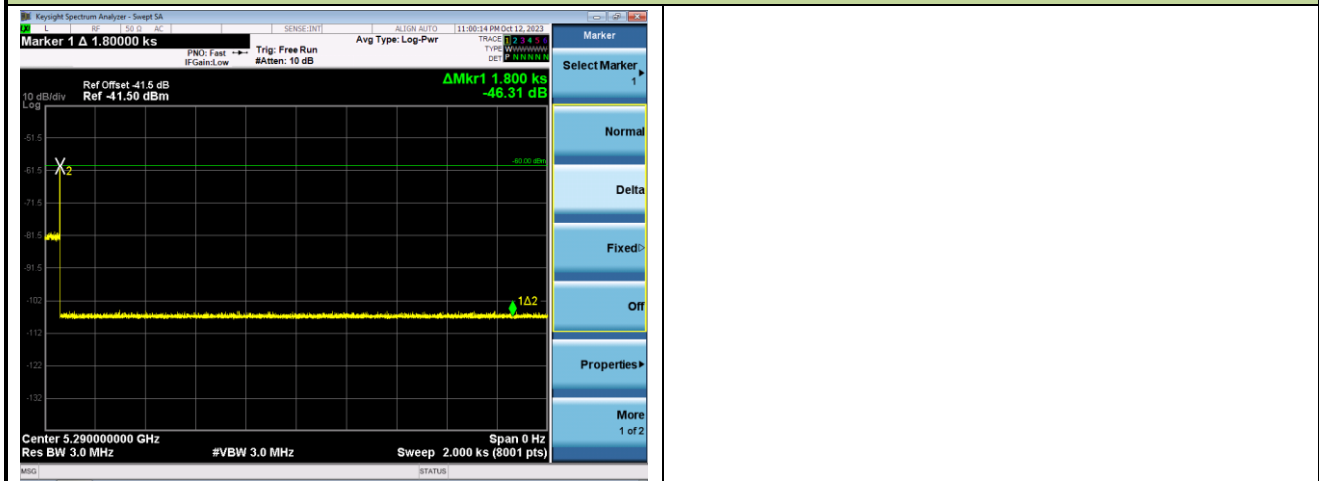 Keysight Spectrum Analyzer - Swept SA
L RF 50 Ω AC SENSE:INT ALIGN AUTO 11:00:14 PM Oct 12, 2023
Marker 1 Δ 1.80000 ks
PNO: Fast
IFGain:Low
Trig: Free Run
#Atten: 10 dB
Avg Type: Log-Pwr
TRACE 1 2 3 4 5 6
TYPE WWWWWW
DET P N N N N N
ΔMkr1 1.800 ks
-46.31 dB
Ref Offset -41.5 dB
10 dB/div Ref -41.50 dBm
Log
-51.5
-60.00 dBm
-61.5
2
-71.5
-81.5
-91.5
-102
1Δ2
-112
-122
-132
Center 5.290000000 GHz Span 0 Hz
Res BW 3.0 MHz #VBW 3.0 MHz Sweep 2.000 ks (8001 pts)
MSG STATUS
Marker
Select Marker
1
Normal
Delta
Fixed
Off
Properties
More
1 of 2